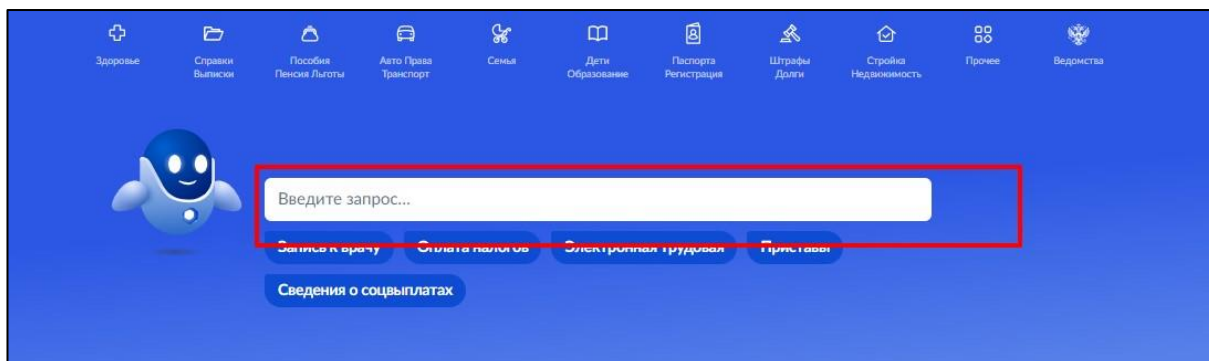 Здоровье
Справки
Выписки
Пособия
Пенсия Льготы
Авто Права
Транспорт
Семья
Дети
Образование
Паспорта
Регистрация
Штрафы
Долги
Стройка
Недвижимость
Прочее
Ведомства
Введите запрос...
Запись к врачу Оплата налогов Электронная трудовая Приставы
Сведения о соцвыплатах